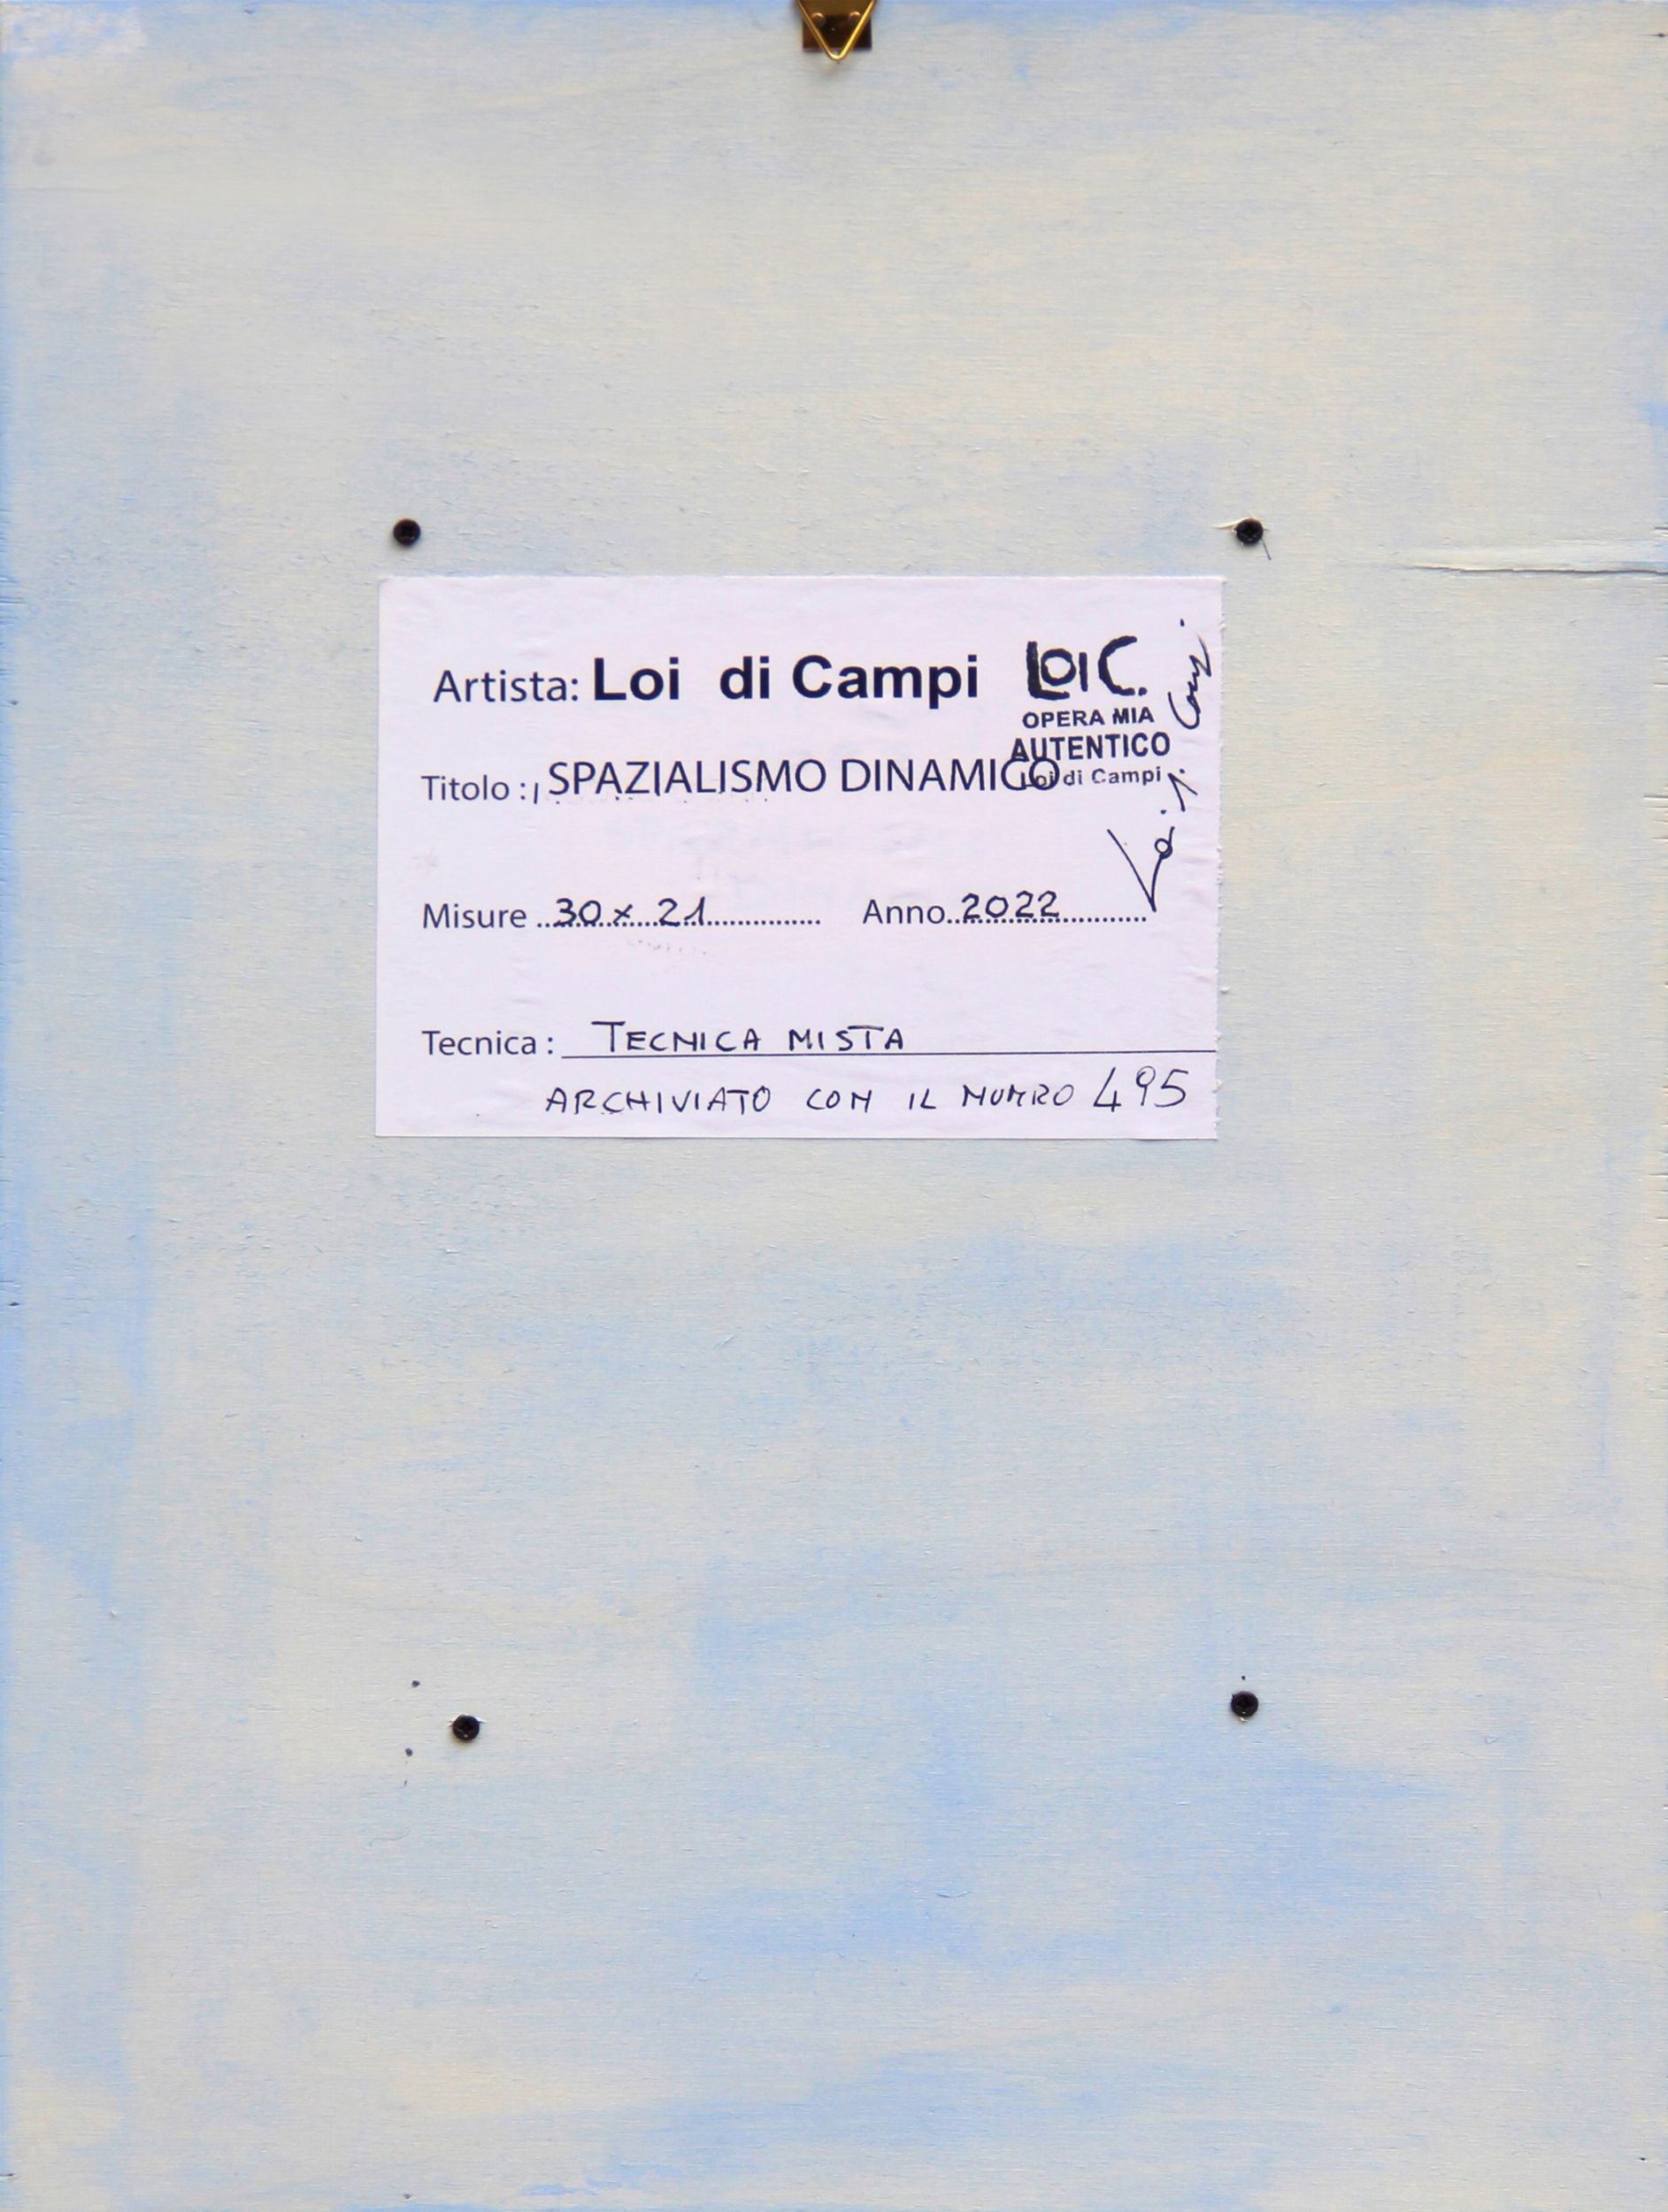 Artista: Loi di Campi
LOI C.
OPERA MIA
AUTENTICO
Loi di Campi
Titolo : SPAZIALISMO DINAMICO
Misure 30 x 21 Anno 2022
Tecnica : TECNICA MISTA
ARCHIVIATO CON IL NUMRO 495